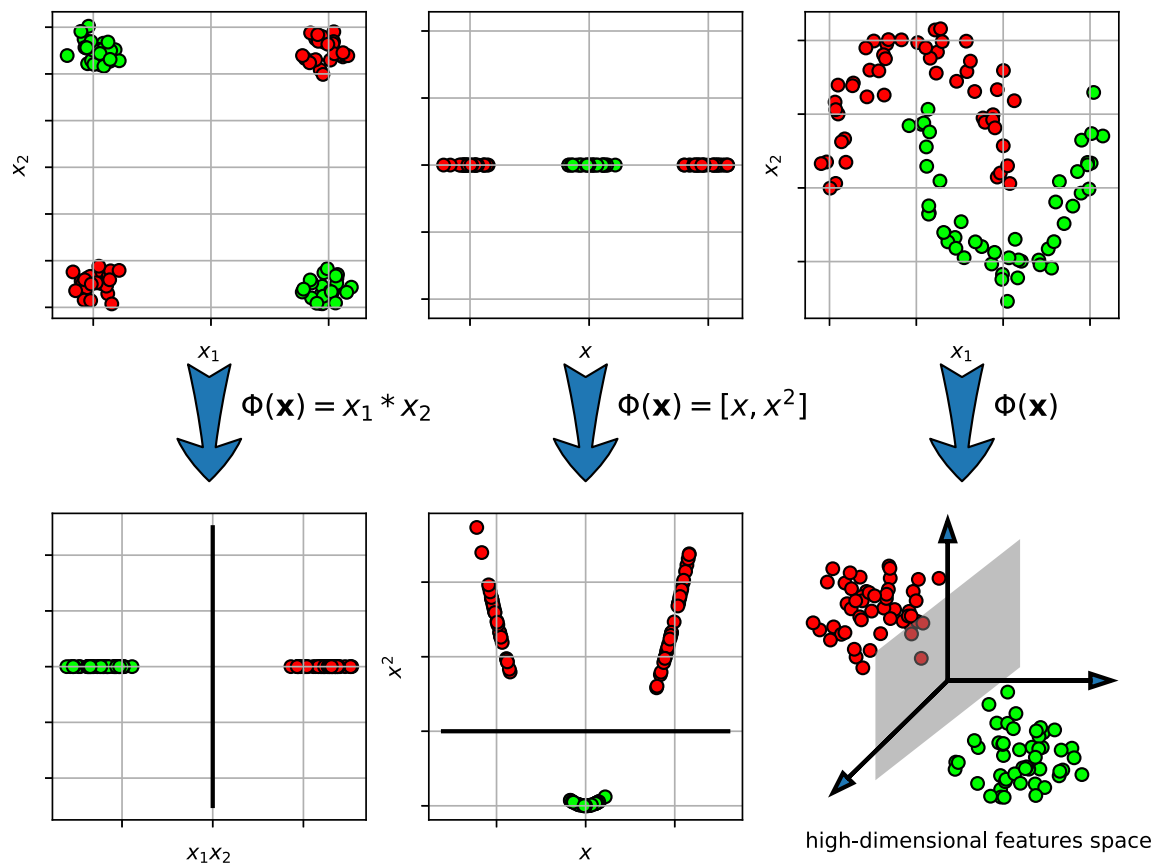 x₂
x₁
x
x₂
x₁
Φ(𝐱) = x₁ * x₂
Φ(𝐱) = [x, x²]
Φ(𝐱)
x₁x₂
x²
x
high-dimensional features space